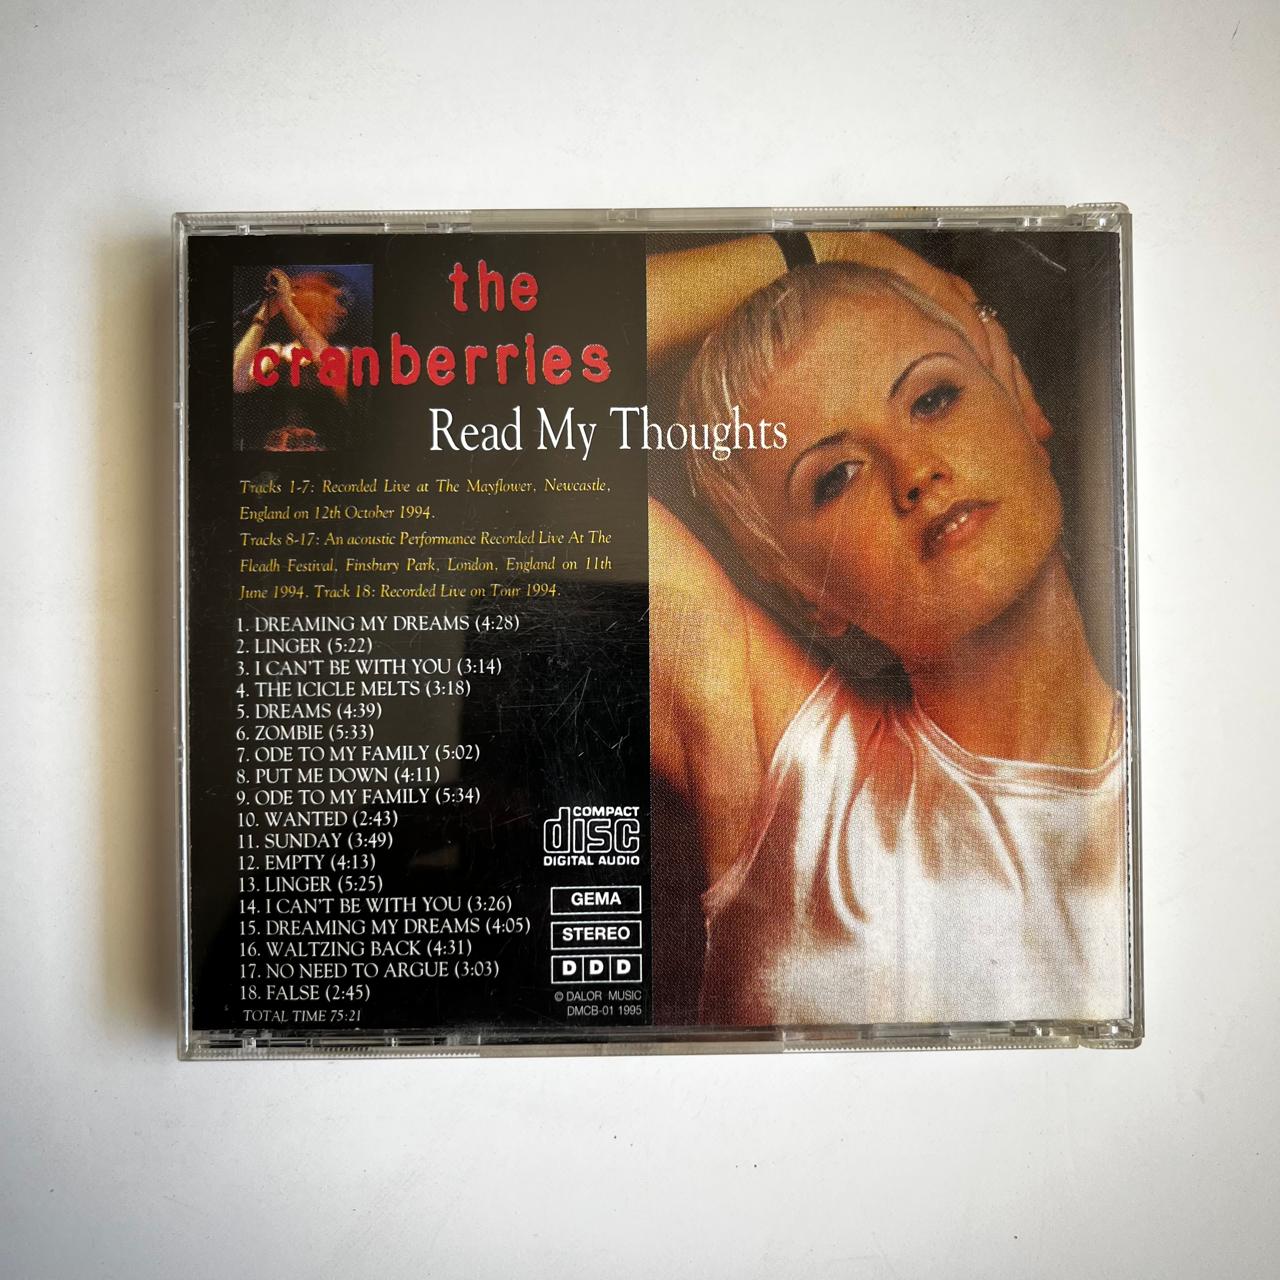 the
cranberries
Read My Thoughts
Tracks 1-7: Recorded Live at The Mayflower, Newcastle,
England on 12th October 1994.
Tracks 8-17: An acoustic Performance Recorded Live At The
Fleadh Festival, Finsbury Park, London, England on 11th
June 1994. Track 18: Recorded Live on Tour 1994.
1. DREAMING MY DREAMS (4:28)
2. LINGER (5:22)
3. I CAN'T BE WITH YOU (3:14)
4. THE ICICLE MELTS (3:18)
5. DREAMS (4:39)
6. ZOMBIE (5:33)
7. ODE TO MY FAMILY (5:02)
8. PUT ME DOWN (4:11)
9. ODE TO MY FAMILY (5:34)
10. WANTED (2:43)
11. SUNDAY (3:49)
12. EMPTY (4:13)
13. LINGER (5:25)
14. I CAN'T BE WITH YOU (3:26)
15. DREAMING MY DREAMS (4:05)
16. WALTZING BACK (4:31)
17. NO NEED TO ARGUE (3:03)
18. FALSE (2:45)
TOTAL TIME 75:21
COMPACT
disc
DIGITAL AUDIO
GEMA
STEREO
D D D
© DALOR MUSIC
DMCB-01 1995